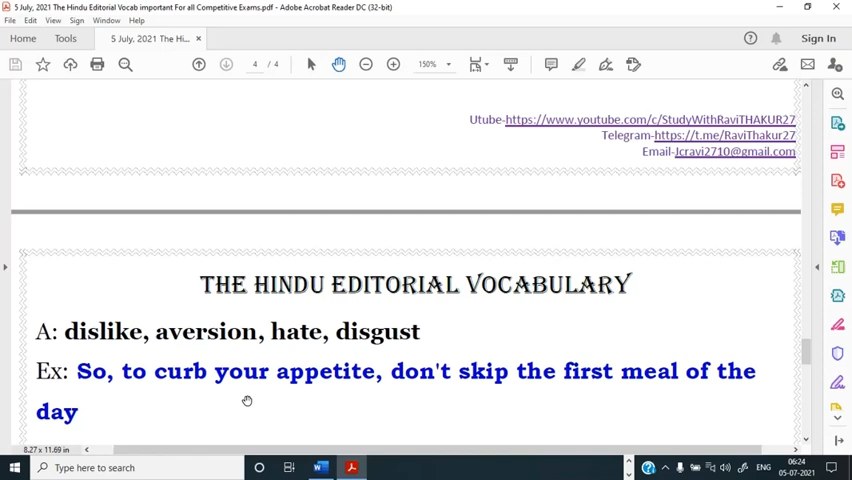 5 July, 2021 The Hindu Editorial Vocab important For all Competitive Exams.pdf - Adobe Acrobat Reader DC (32-bit)
File Edit View Sign Window Help
Home Tools 5 July, 2021 The Hi... × Sign In
4 / 4 150%
Utube-https://www.youtube.com/c/StudyWithRaviTHAKUR27
Telegram-https://t.me/RaviThakur27
Email-Jcravi2710@gmail.com
THE HINDU EDITORIAL VOCABULARY
A: dislike, aversion, hate, disgust
Ex: So, to curb your appetite, don't skip the first meal of the
day
8.27 x 11.69 in
Type here to search
ENG
06:24
05-07-2021